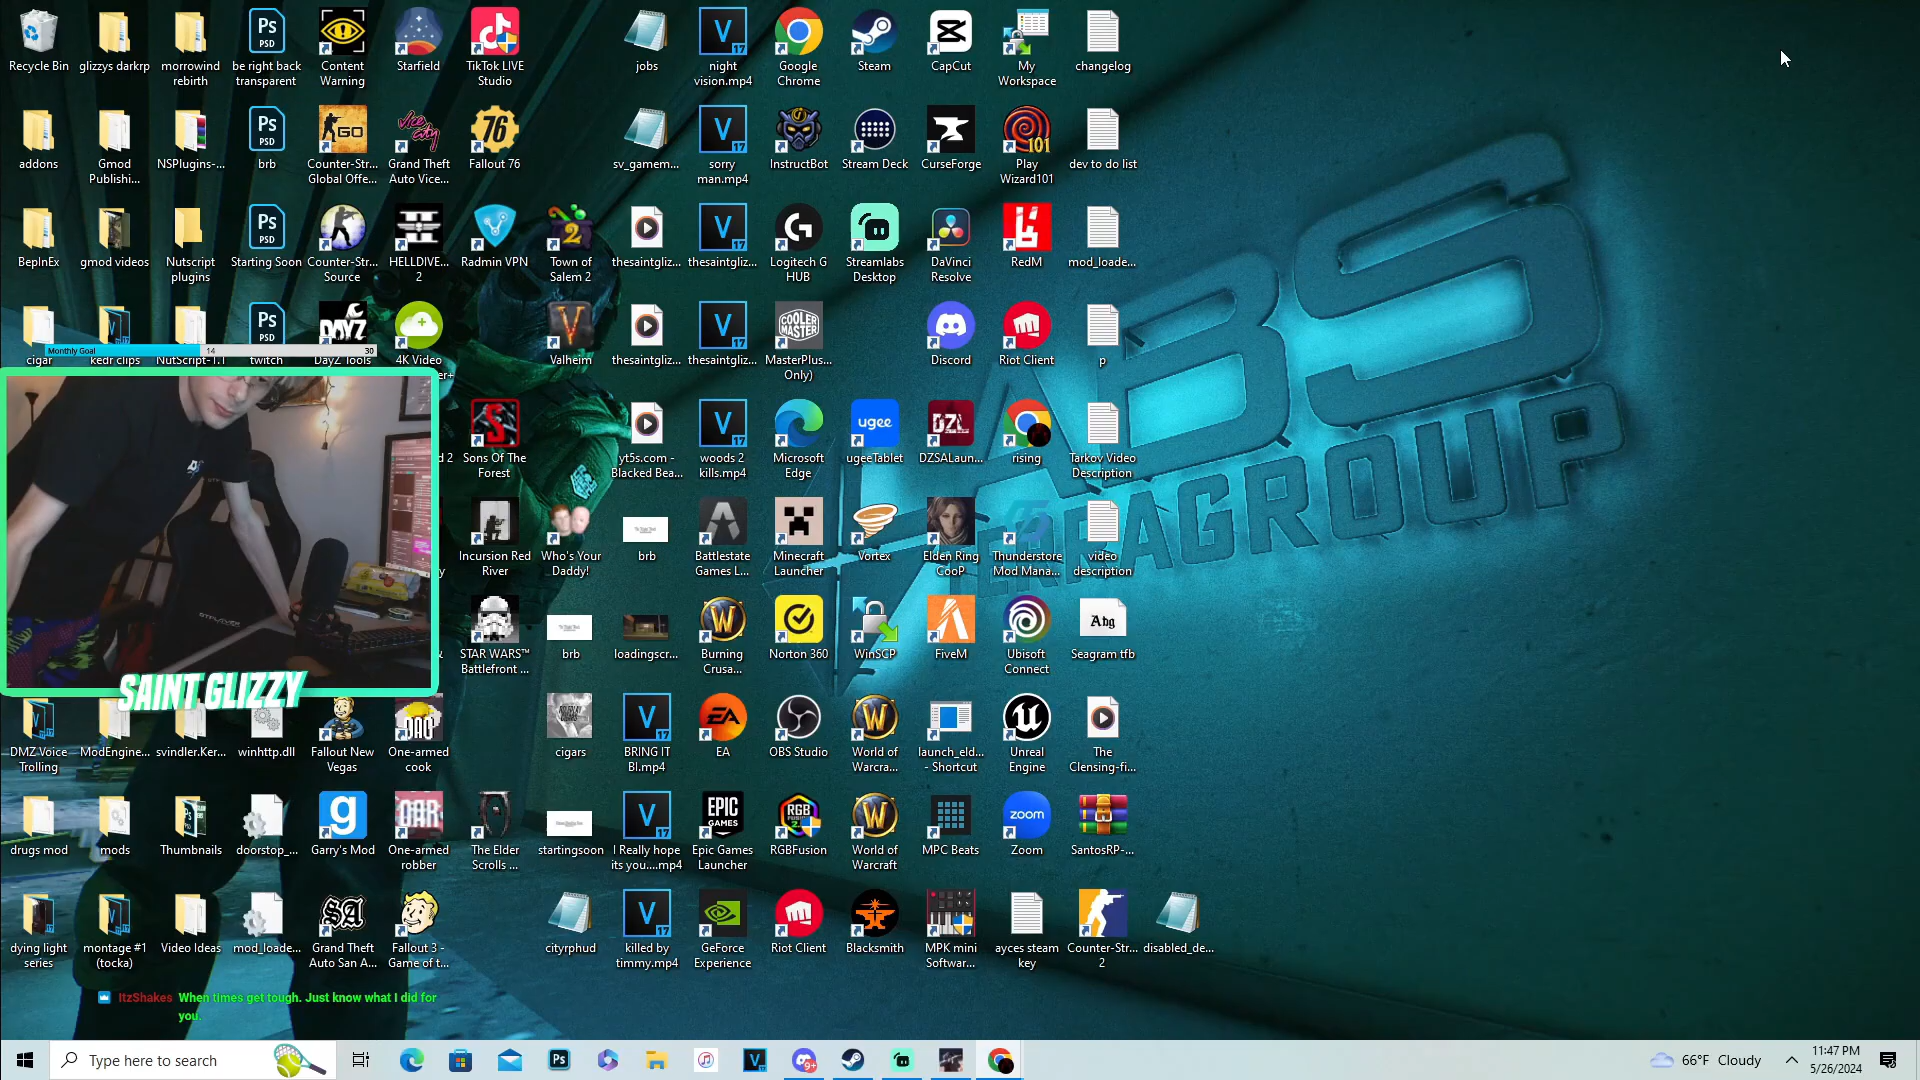 Recycle Bin
glizzys darkrp
morrowind
rebirth
be right back
transparent
Content
Warning
Starfield
TikTok LIVE
Studio
jobs
night
vision.mp4
Google
Chrome
Steam
CapCut
My
Workspace
changelog
addons
Gmod
Publishi...
NSPlugins-...
brb
Counter-Str...
Global Offe...
Grand Theft
Auto Vice...
Fallout 76
sv_gamem...
sorry
man.mp4
InstructBot
Stream Deck
CurseForge
Play
Wizard101
dev to do list
BepInEx
gmod videos
Nutscript
plugins
Starting Soon
Counter-Str...
Source
HELLDIVE...
2
Radmin VPN
Town of
Salem 2
thesaintgliz...
thesaintgliz...
Logitech G
HUB
Streamlabs
Desktop
DaVinci
Resolve
RedM
mod_loade...
cigar
kedr clips
NutScript-1.1
twitch
DayZ Tools
4K Video
er+
Valheim
thesaintgliz...
thesaintgliz...
MasterPlus...
Only)
Discord
Riot Client
p
Monthly Goal
14
30
Sons Of The
Forest
yt5s.com -
Blacked Bea...
woods 2
kills.mp4
Microsoft
Edge
ugeeTablet
DZSALaun...
rising
Tarkov Video
Description
Incursion Red
River
Who's Your
Daddy!
brb
Battlestate
Games L...
Minecraft
Launcher
Vortex
Elden Ring
CooP
Thunderstore
Mod Mana...
video
description
STAR WARS™
Battlefront ...
brb
loadingscr...
Burning
Crusa...
Norton 360
WinSCP
FiveM
Ubisoft
Connect
Seagram tfb
SAINT GLIZZY
DMZ Voice
Trolling
ModEngine...
svindler.Ker...
winhttp.dll
Fallout New
Vegas
One-armed
cook
cigars
BRING IT
BI.mp4
EA
OBS Studio
World of
Warcra...
launch_eld...
- Shortcut
Unreal
Engine
The
Clensing-fi...
drugs mod
mods
Thumbnails
doorstop_...
Garry's Mod
One-armed
robber
The Elder
Scrolls ...
startingsoon
I Really hope
its you....mp4
Epic Games
Launcher
RGBFusion
World of
Warcraft
MPC Beats
Zoom
SantosRP-...
dying light
series
montage #1
(tocka)
Video Ideas
mod_loade...
Grand Theft
Auto San A...
Fallout 3 -
Game of t...
cityrphud
killed by
timmy.mp4
GeForce
Experience
Riot Client
Blacksmith
MPK mini
Softwar...
ayces steam
key
Counter-Str...
2
disabled_de...
ABS
TERRAGROUP
ItzShakes When times get tough. Just know what I did for
you.
Type here to search
66°F Cloudy
11:47 PM
5/26/2024